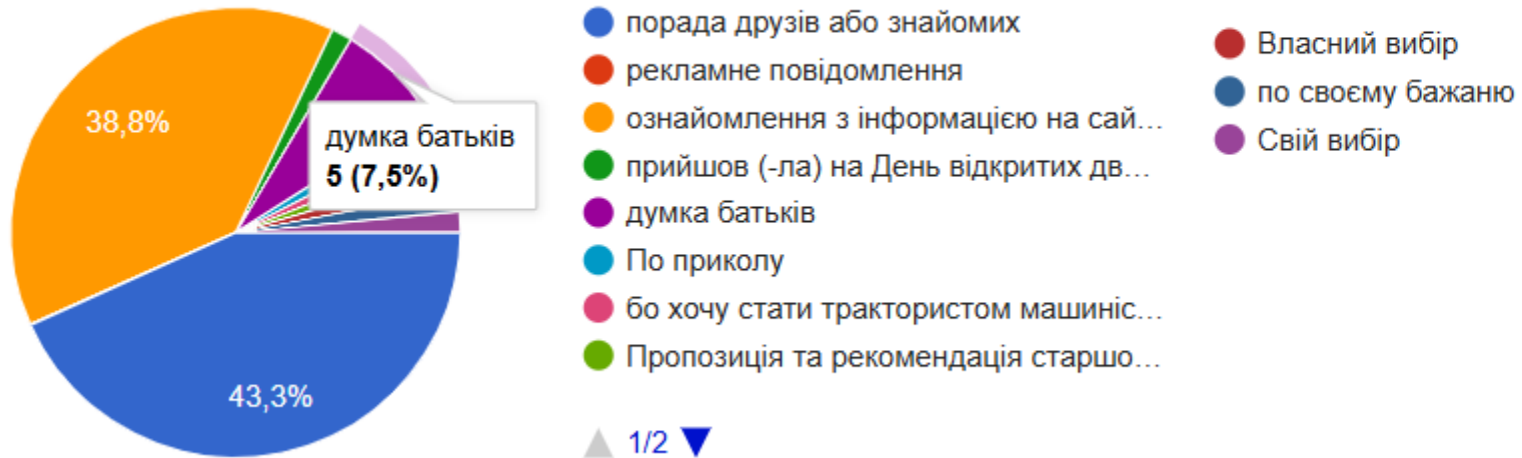 38,8%
43,3%
думка батьків
5 (7,5%)
порада друзів або знайомих
рекламне повідомлення
ознайомлення з інформацією на сай...
прийшов (-ла) на День відкритих дв...
думка батьків
По приколу
бо хочу стати трактористом машиніс...
Пропозиція та рекомендація старшо...
1/2
Власний вибір
по своєму бажаню
Свій вибір